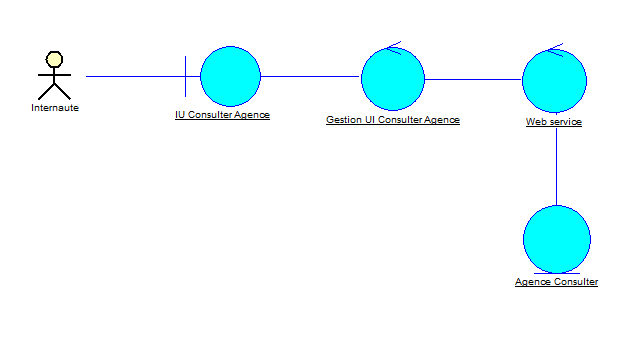 Internaute
IU Consulter Agence
Gestion UI Consulter Agence
Web service
Agence Consulter